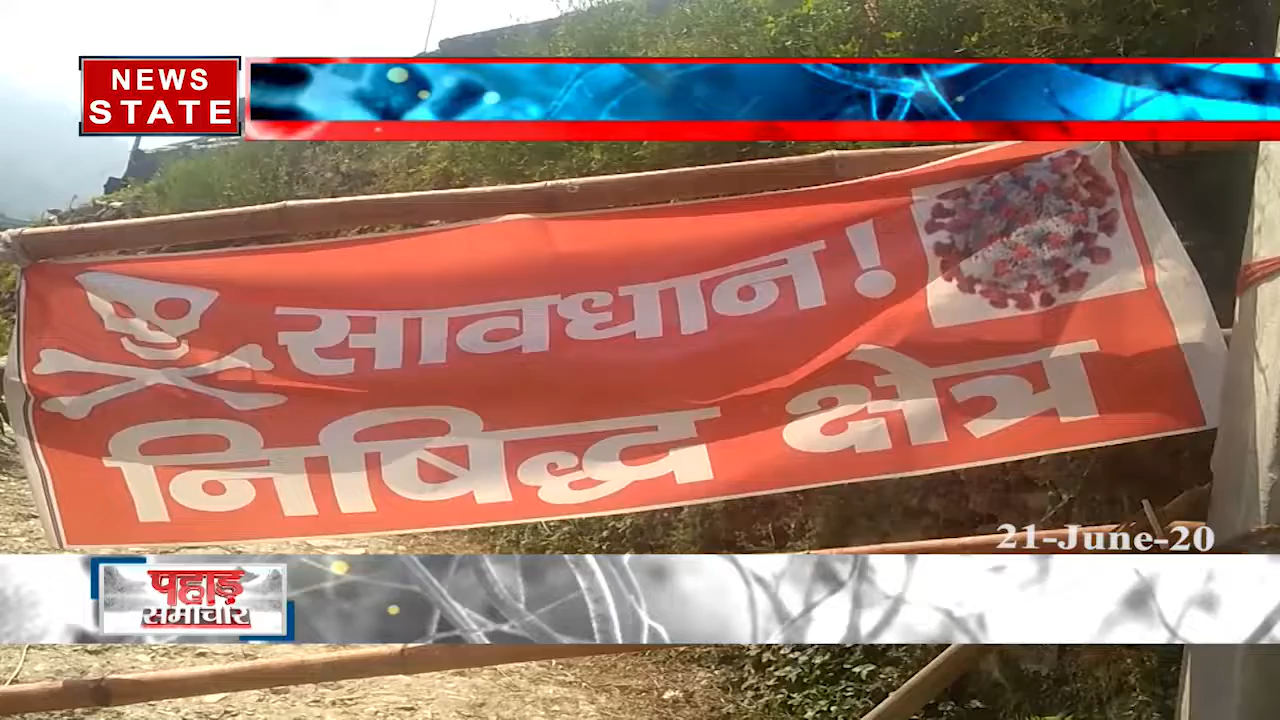 NEWS
STATE
सावधान!
निषिद्ध क्षेत्र
21-June-20
पहाड़
समाचार